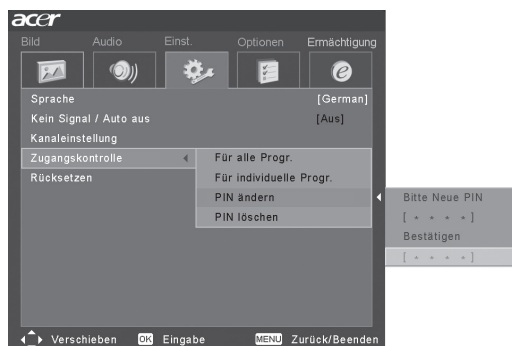 acer
Bild Audio Einst. Optionen Ermächtigung
e
Sprache [German]
Kein Signal / Auto aus [Aus]
Kanaleinstellung
Zugangskontrolle Für alle Progr.
Rücksetzen Für individuelle Progr.
PIN ändern Bitte Neue PIN
PIN löschen [ * * * * ]
Bestätigen
[ * * * * ]
Verschieben OK Eingabe MENU Zurück/Beenden